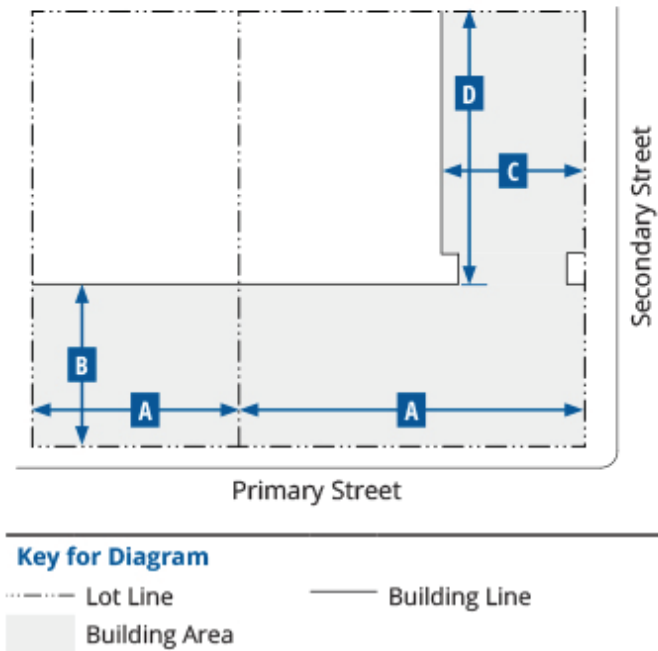 D
C
Secondary Street
B
A
A
Primary Street
Key for Diagram
Lot Line
Building Line
Building Area